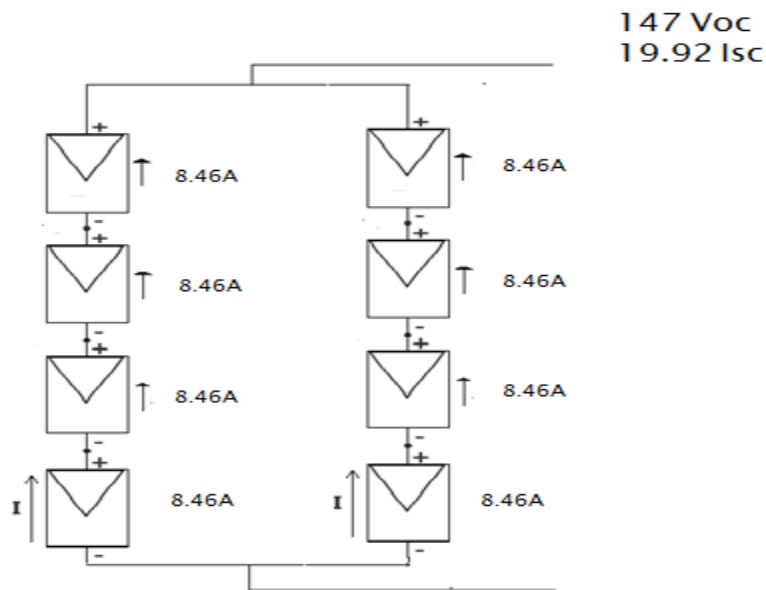 147 Voc
19.92 Isc
+ +
8.46A 8.46A
- -
+ +
8.46A 8.46A
- -
+ +
8.46A 8.46A
- -
+ +
I 8.46A I 8.46A
- -